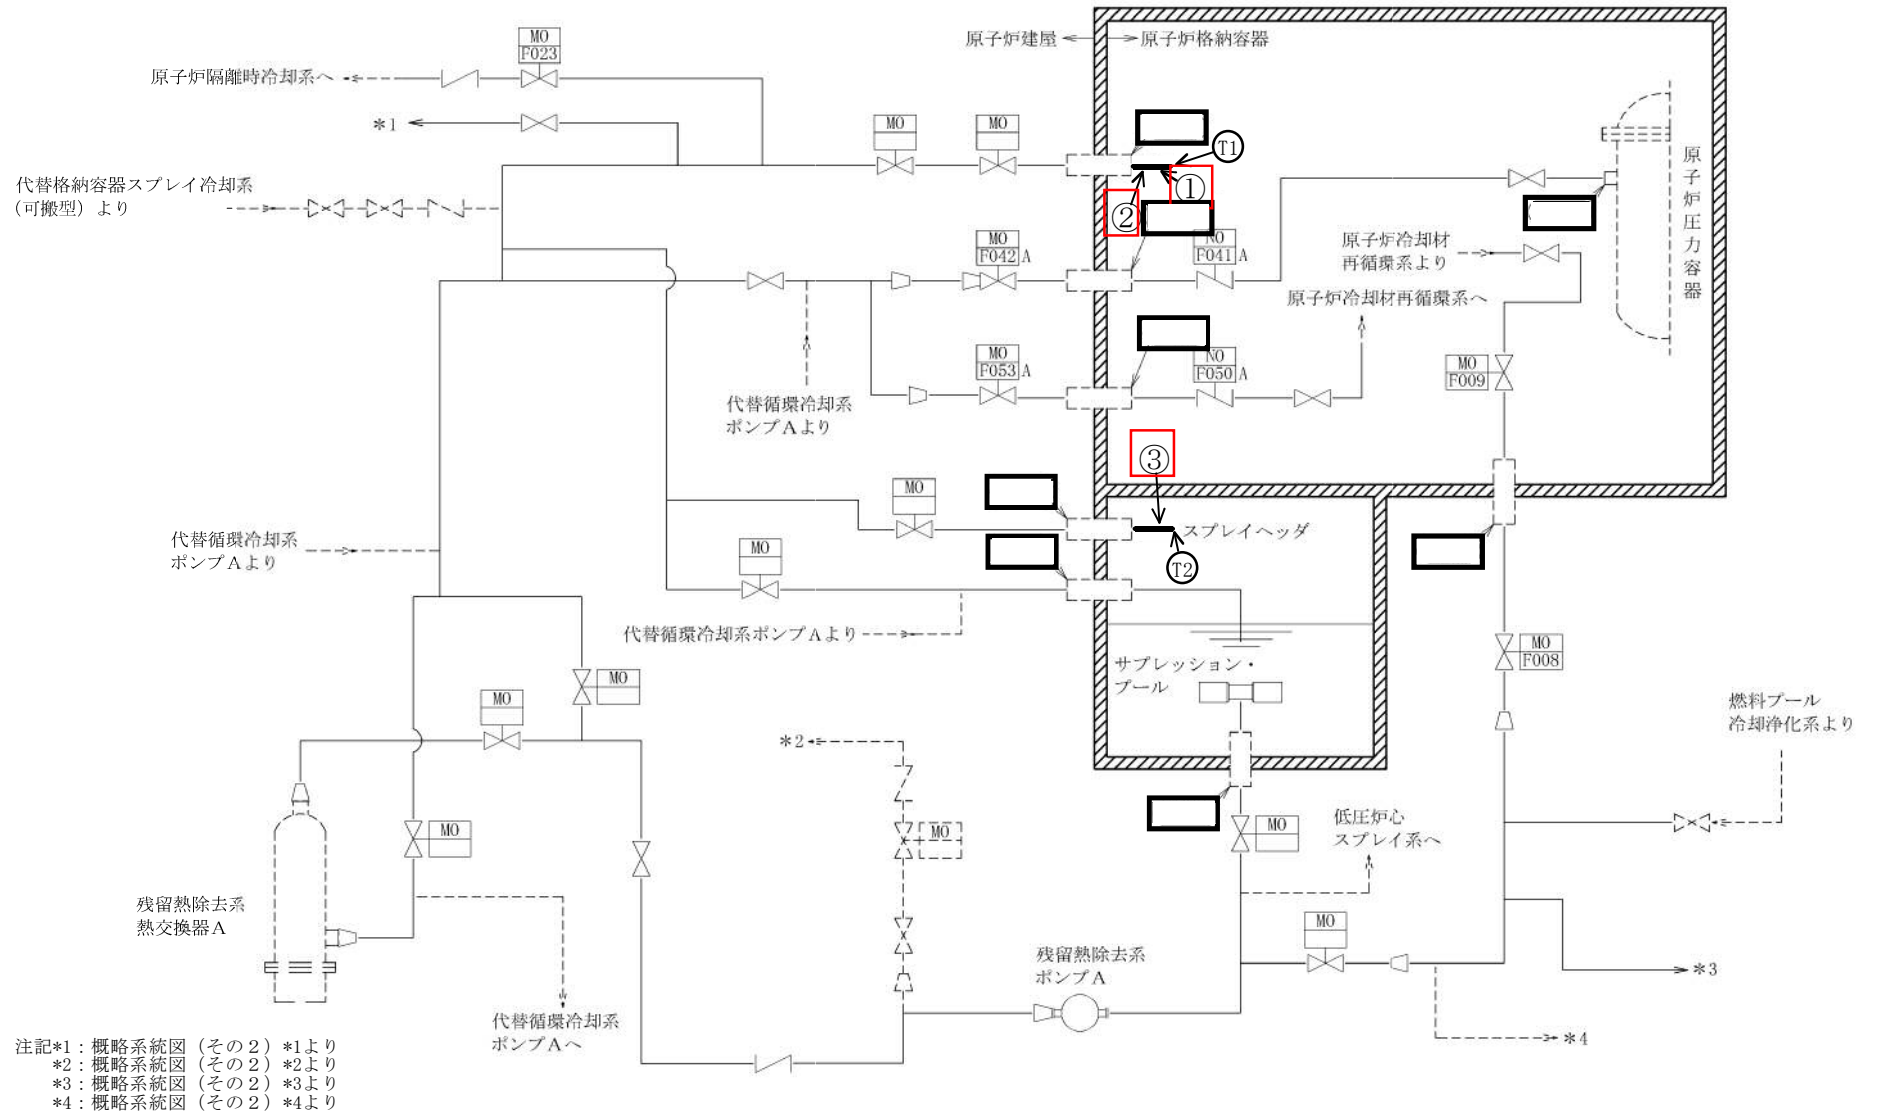 MO
F023
原子炉隔離時冷却系へ
原子炉建屋
原子炉格納容器
*1
MO
MO
T1
①
②
代替格納容器スプレイ冷却系
(可搬型)より
MO
F042 A
NO
F041 A
原子炉冷却材
再循環系より
原子炉冷却材再循環系へ
原子炉圧力容器
MO
F053 A
NO
F050 A
MO
F009
代替循環冷却系
ポンプAより
③
MO
スプレイヘッダ
T2
代替循環冷却系
ポンプAより
MO
代替循環冷却系ポンプAより
サプレッション・
プール
MO
F008
MO
MO
*2
燃料プール
冷却浄化系より
MO
MO
MO
低圧炉心
スプレイ系へ
残留熱除去系
熱交換器A
MO
残留熱除去系
ポンプA
*3
代替循環冷却系
ポンプAへ
*4
注記*1:概略系統図(その2)*1より
*2:概略系統図(その2)*2より
*3:概略系統図(その2)*3より
*4:概略系統図(その2)*4より